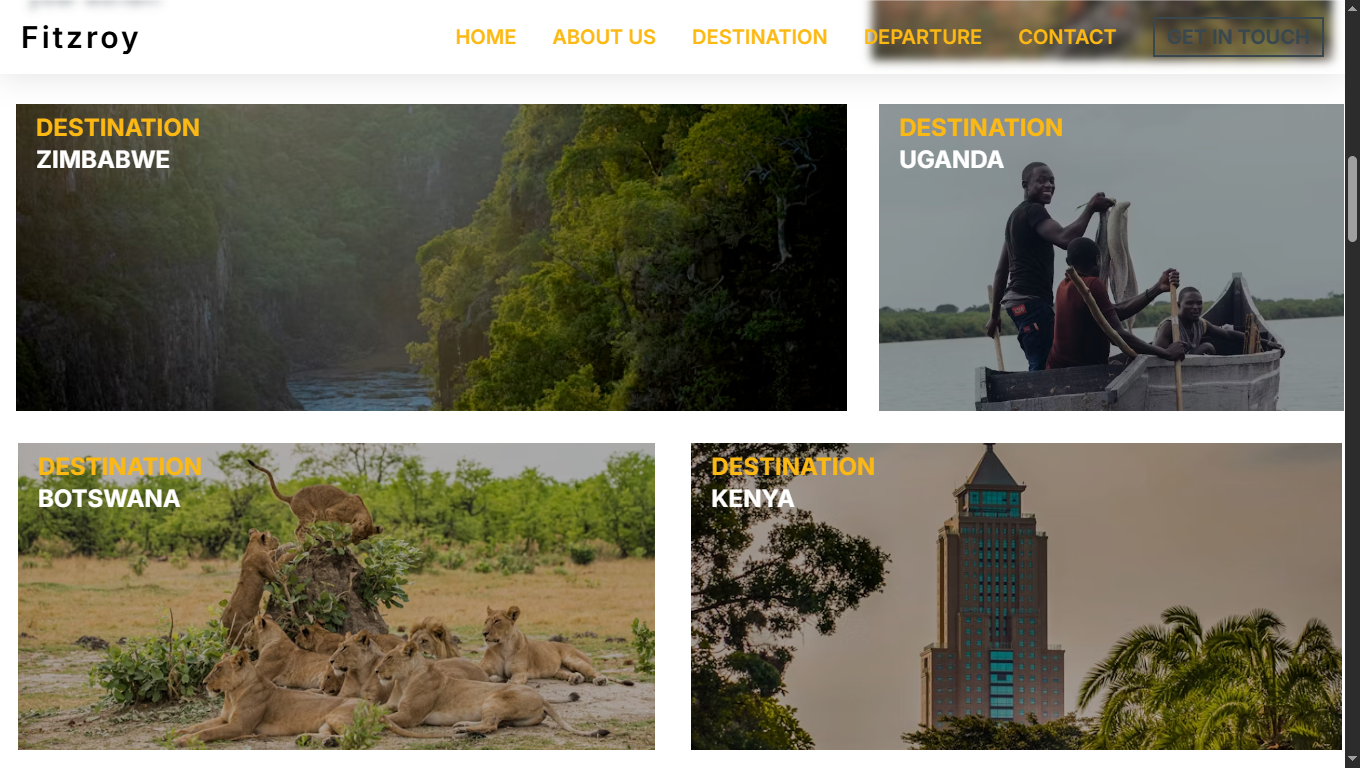 Fitzroy
HOME ABOUT US DESTINATION DEPARTURE CONTACT GET IN TOUCH
DESTINATION
ZIMBABWE
DESTINATION
UGANDA
DESTINATION
BOTSWANA
DESTINATION
KENYA